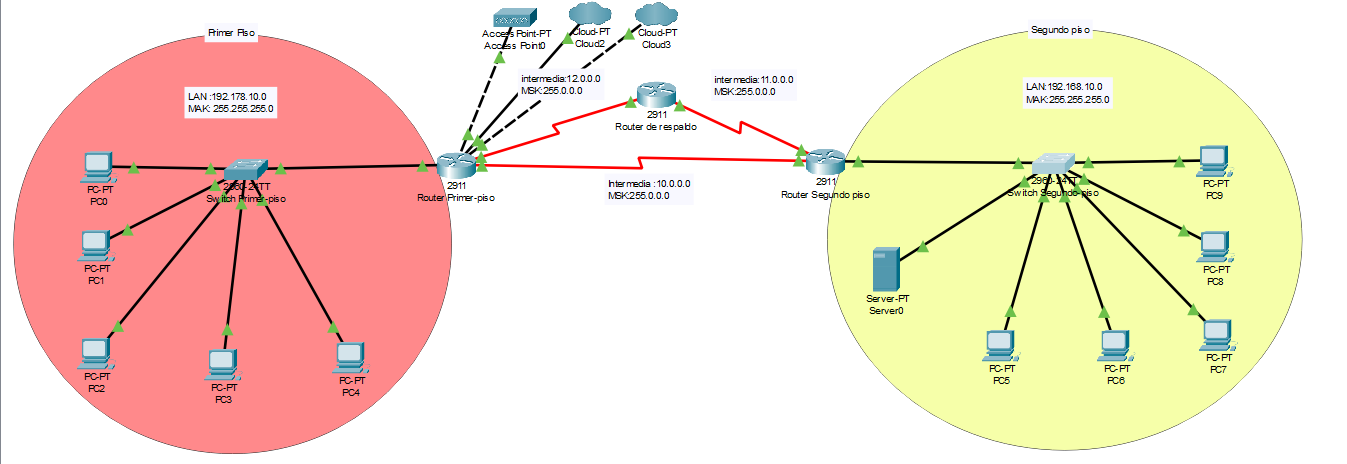 Primer Piso
LAN :192.178.10.0
MAK: 255.255.255.0
PC-PT
PC0
PC-PT
PC1
PC-PT
PC2
PC-PT
PC3
PC-PT
PC4
2960-24TT
Switch Primer-piso
2911
Router Primer-piso
Access Point-PT
Access Point0
Cloud-PT
Cloud2
Cloud-PT
Cloud3
intermedia:12.0.0.0
MSK:255.0.0.0
2911
Router de respaldo
intermedia:11.0.0.0
MSK:255.0.0.0
Intermedia :10.0.0.0
MSK:255.0.0.0
2911
Router Segundo piso
Segundo piso
LAN:192.168.10.0
MAK:255.255.255.0
2960-24TT
Switch Segundo-piso
Server-PT
Server0
PC-PT
PC5
PC-PT
PC6
PC-PT
PC7
PC-PT
PC8
PC-PT
PC9